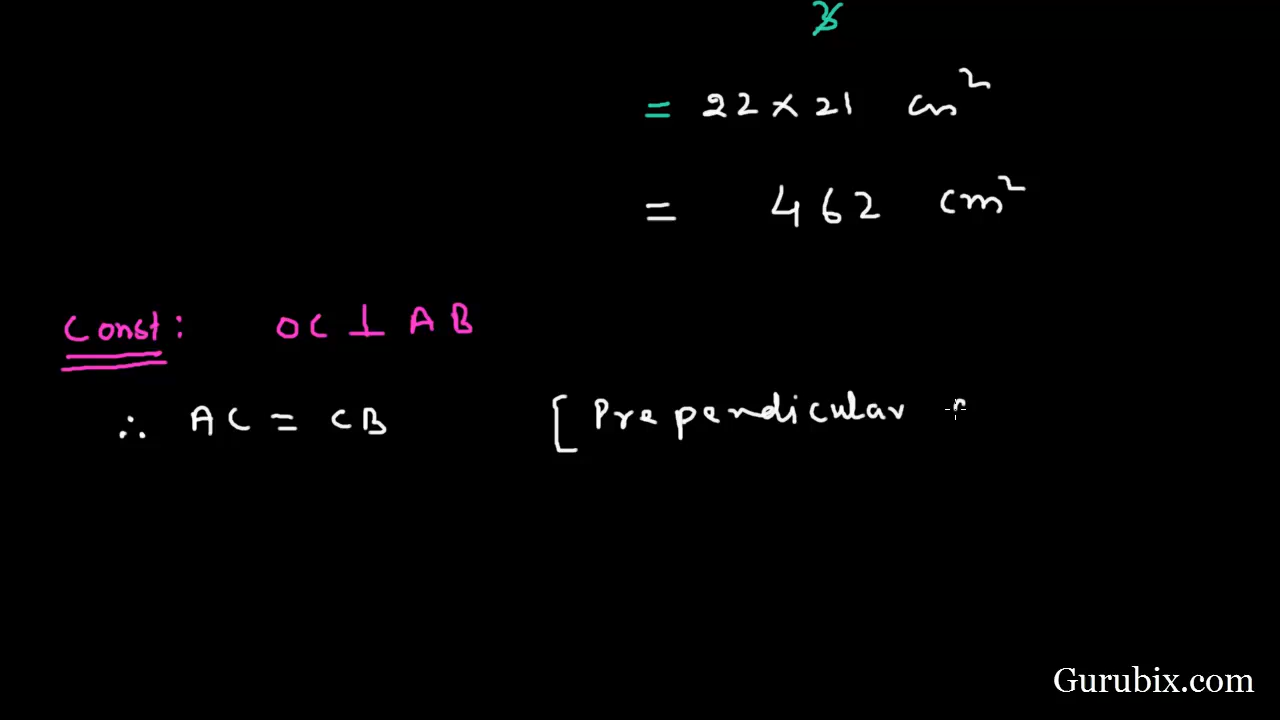 = 22 × 21 cm²
= 462 cm²
Const: OC ⊥ AB
∴ AC = CB [ Prependicular
Gurubix.com